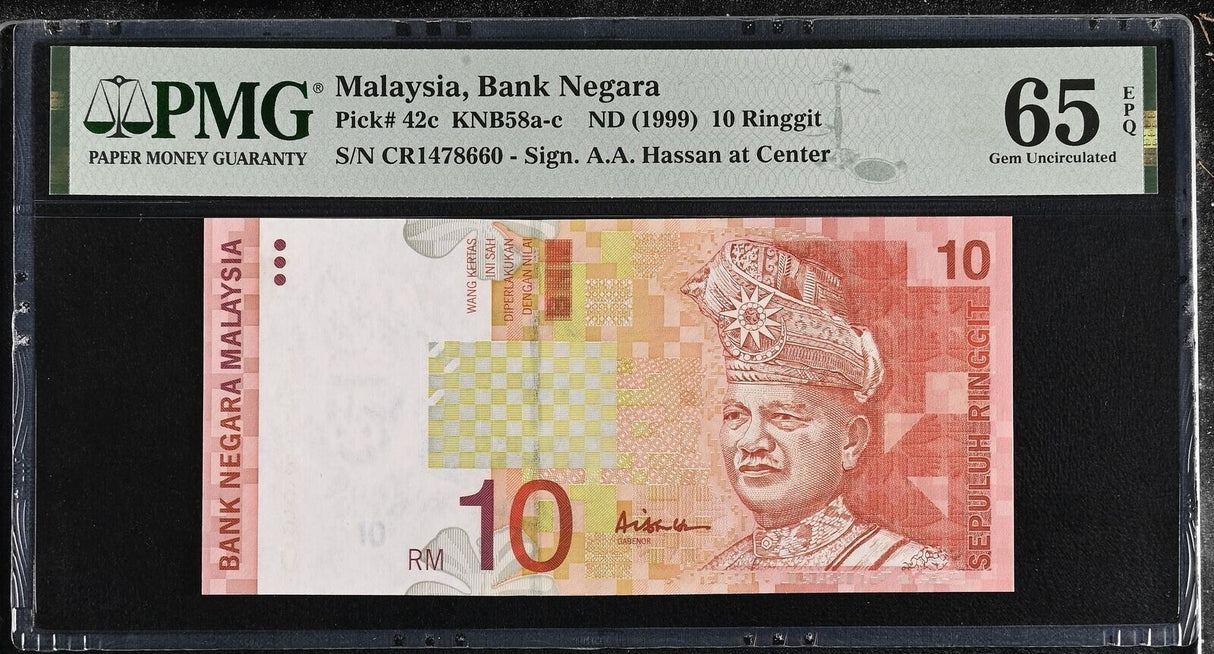 PMG®
PAPER MONEY GUARANTY
Malaysia, Bank Negara
Pick# 42c KNB58a-c ND (1999) 10 Ringgit
S/N CR1478660 - Sign. A.A. Hassan at Center
65
EPQ
Gem Uncirculated
BANK NEGARA MALAYSIA
WANG KERTAS
INI SAH
DIPERLAKUKAN
DENGAN NILAI
10
SEPULUH RINGGIT
RM 10
GABENOR